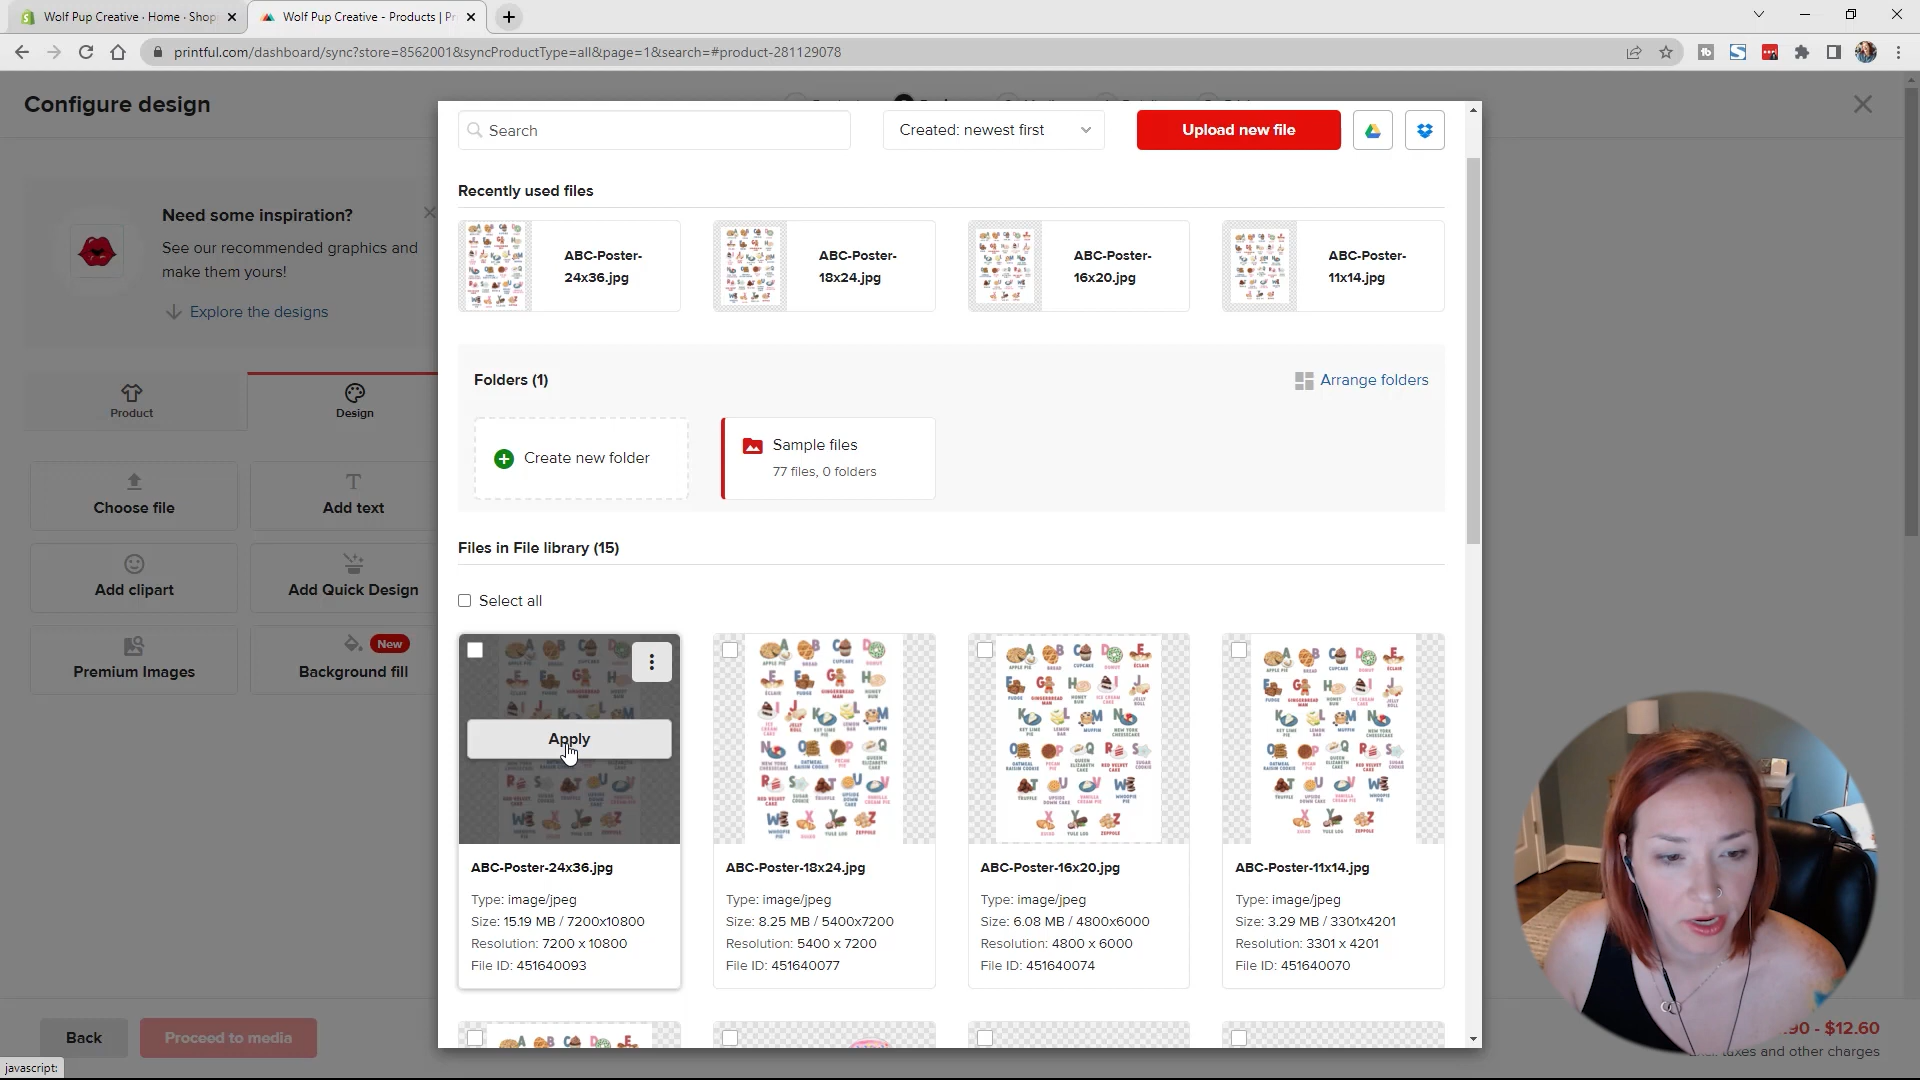 Wolf Pup Creative · Home · Shop
Wolf Pup Creative - Products | Pr
printful.com/dashboard/sync?store=8562001&syncProductType=all&page=1&search=#product-281129078
Configure design
Need some inspiration?
See our recommended graphics and
make them yours!
Explore the designs
Product
Design
Choose file
Add text
Add clipart
Add Quick Design
Premium Images
New
Background fill
Back
Proceed to media
javascript:
Search
Created: newest first
Upload new file
Recently used files
ABC-Poster-
24x36.jpg
ABC-Poster-
18x24.jpg
ABC-Poster-
16x20.jpg
ABC-Poster-
11x14.jpg
Folders (1)
Arrange folders
Create new folder
Sample files
77 files, 0 folders
Files in File library (15)
Select all
Apply
ABC-Poster-24x36.jpg
Type: image/jpeg
Size: 15.19 MB / 7200x10800
Resolution: 7200 x 10800
File ID: 451640093
ABC-Poster-18x24.jpg
Type: image/jpeg
Size: 8.25 MB / 5400x7200
Resolution: 5400 x 7200
File ID: 451640077
ABC-Poster-16x20.jpg
Type: image/jpeg
Size: 6.08 MB / 4800x6000
Resolution: 4800 x 6000
File ID: 451640074
ABC-Poster-11x14.jpg
Type: image/jpeg
Size: 3.29 MB / 3301x4201
Resolution: 3301 x 4201
File ID: 451640070
90 - $12.60
taxes and other charges